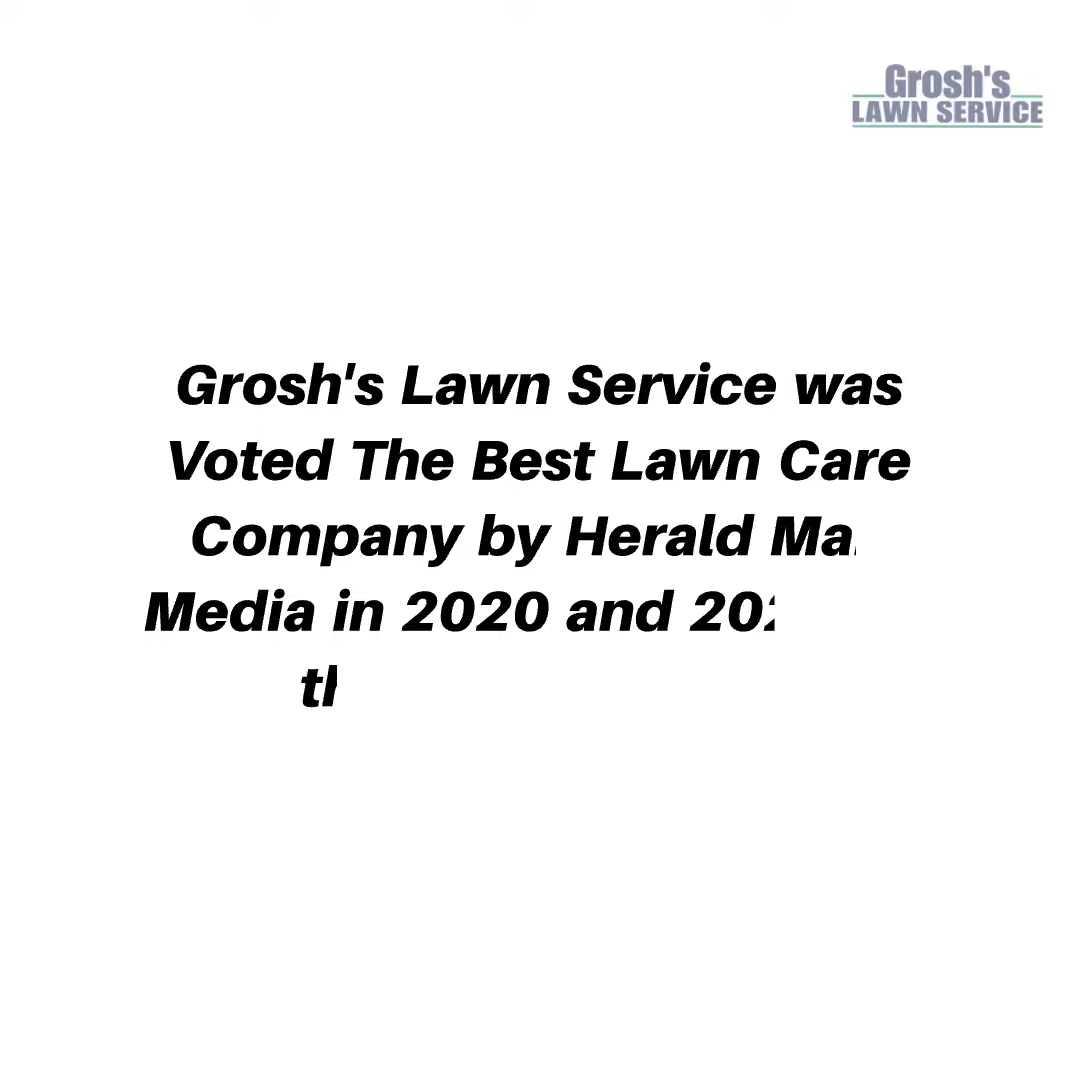 Grosh's
LAWN SERVICE
Grosh's Lawn Service was
Voted The Best Lawn Care
Company by Herald
Media in 2020 and